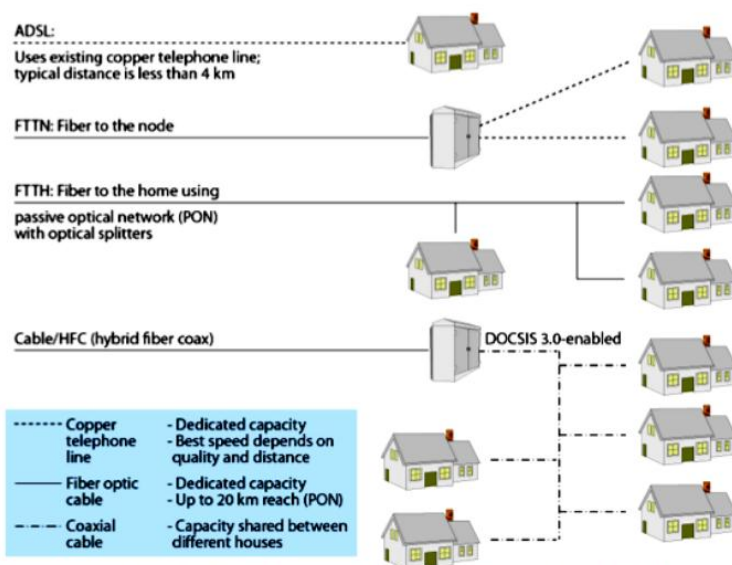 ADSL:
Uses existing copper telephone line;
typical distance is less than 4 km
FTTN: Fiber to the node
FTTH: Fiber to the home using
passive optical network (PON)
with optical splitters
Cable/HFC (hybrid fiber coax)
DOCSIS 3.0-enabled
Copper
telephone
line
- Dedicated capacity
- Best speed depends on
quality and distance
Fiber optic
cable
- Dedicated capacity
- Up to 20 km reach (PON)
Coaxial
cable
- Capacity shared between
different houses